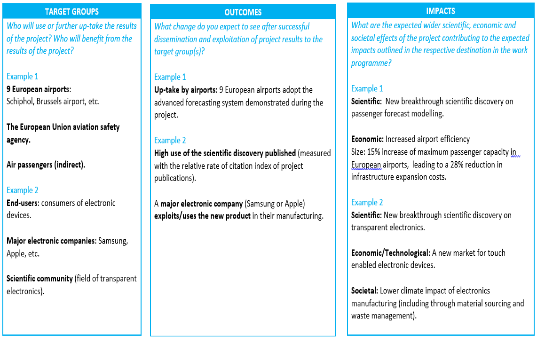 TARGET GROUPS
Who will use or further up-take the results
of the project? Who will benefit from the
results of the project?
Example 1
9 European airports:
Schiphol, Brussels airport, etc.
The European Union aviation safety
agency.
Air passengers (indirect).
Example 2
End-users: consumers of electronic
devices.
Major electronic companies: Samsung,
Apple, etc.
Scientific community (field of transparent
electronics).
OUTCOMES
What change do you expect to see after successful
dissemination and exploitation of project results to the
target group(s)?
Example 1
Up-take by airports: 9 European airports adopt the
advanced forecasting system demonstrated during the
project.
Example 2
High use of the scientific discovery published (measured
with the relative rate of citation index of project
publications).
A major electronic company (Samsung or Apple)
exploits/uses the new product in their manufacturing.
IMPACTS
What are the expected wider scientific, economic and
societal effects of the project contributing to the expected
impacts outlined in the respective destination in the work
programme?
Example 1
Scientific: New breakthrough scientific discovery on
passenger forecast modelling.
Economic: Increased airport efficiency
Size: 15% increase of maximum passenger capacity in
European airports, leading to a 28% reduction in
infrastructure expansion costs.
Example 2
Scientific: New breakthrough scientific discovery on
transparent electronics.
Economic/Technological: A new market for touch
enabled electronic devices.
Societal: Lower climate impact of electronics
manufacturing (including through material sourcing and
waste management).